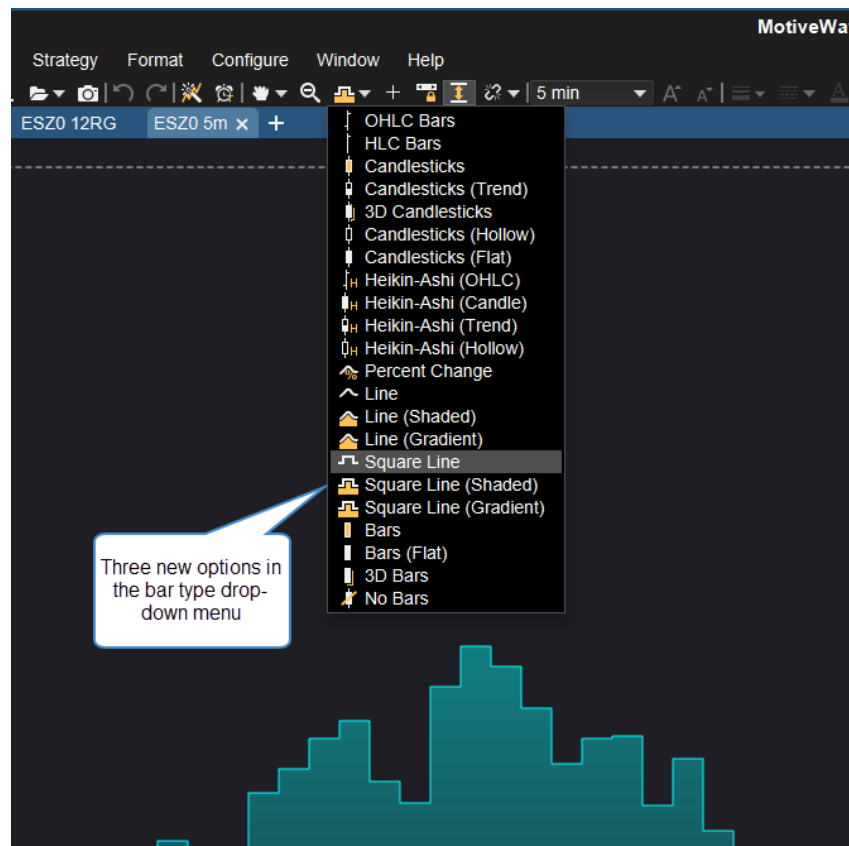 MotiveWa
Strategy Format Configure Window Help
5 min
ESZ0 12RG ESZ0 5m
OHLC Bars
HLC Bars
Candlesticks
Candlesticks (Trend)
3D Candlesticks
Candlesticks (Hollow)
Candlesticks (Flat)
Heikin-Ashi (OHLC)
Heikin-Ashi (Candle)
Heikin-Ashi (Trend)
Heikin-Ashi (Hollow)
Percent Change
Line
Line (Shaded)
Line (Gradient)
Square Line
Square Line (Shaded)
Square Line (Gradient)
Bars
Bars (Flat)
3D Bars
No Bars
Three new options in
the bar type drop-
down menu